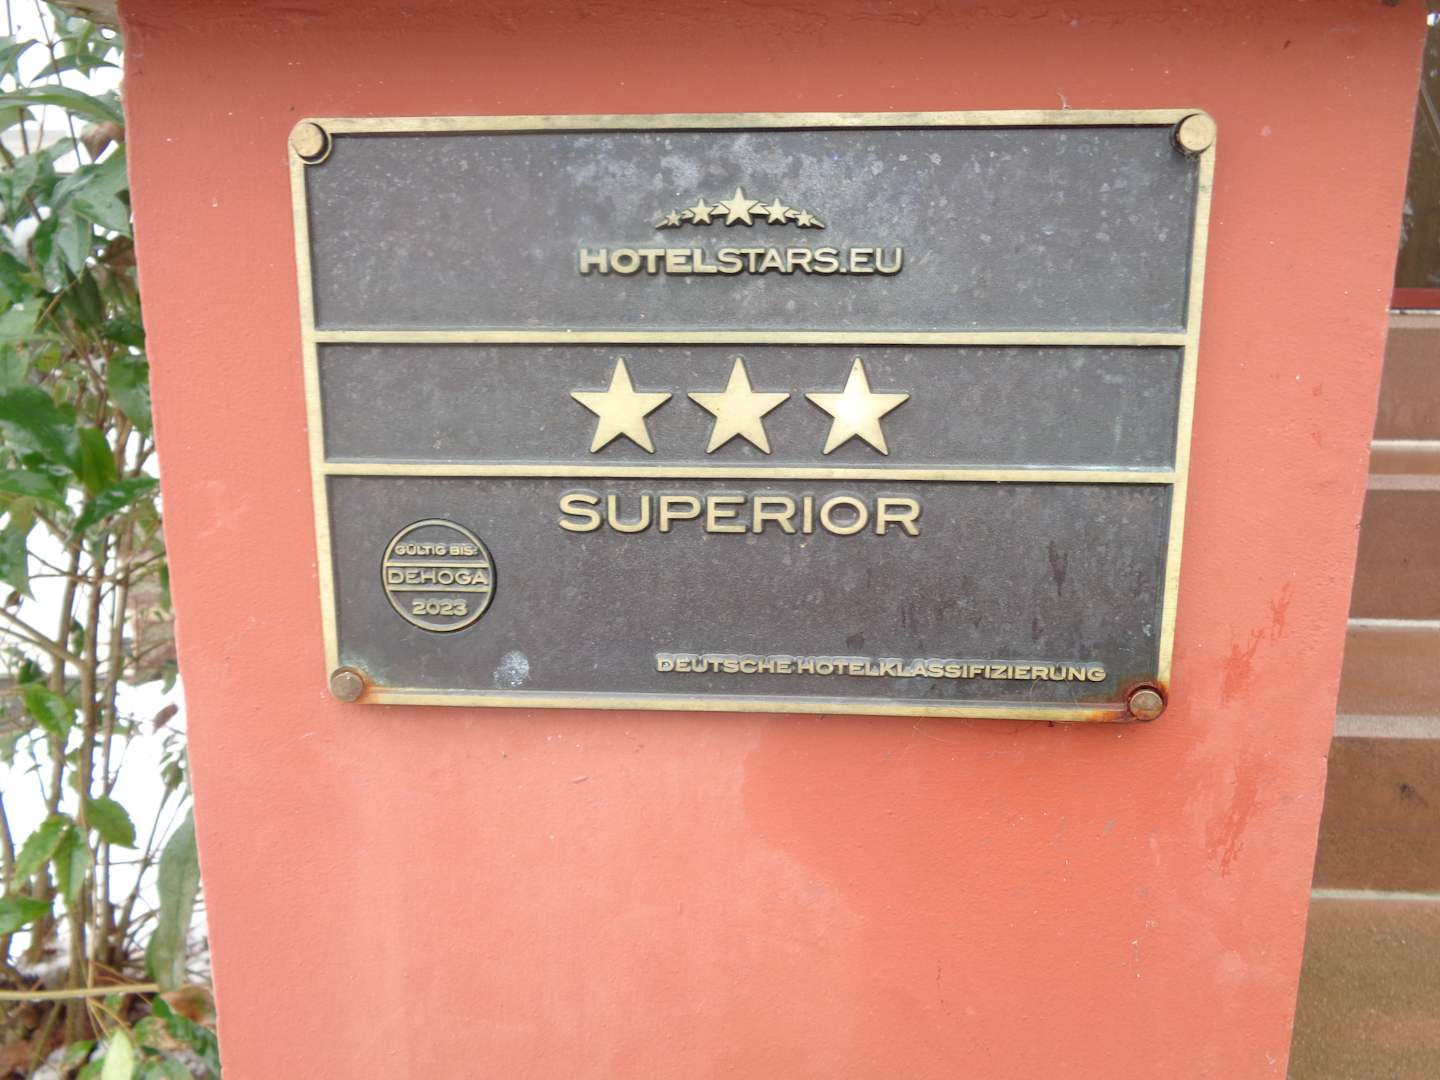 HOTELSTARS.EU
SUPERIOR
GÜLTIG BIS:
DEHOGA
2023
DEUTSCHE HOTELKLASSIFIZIERUNG